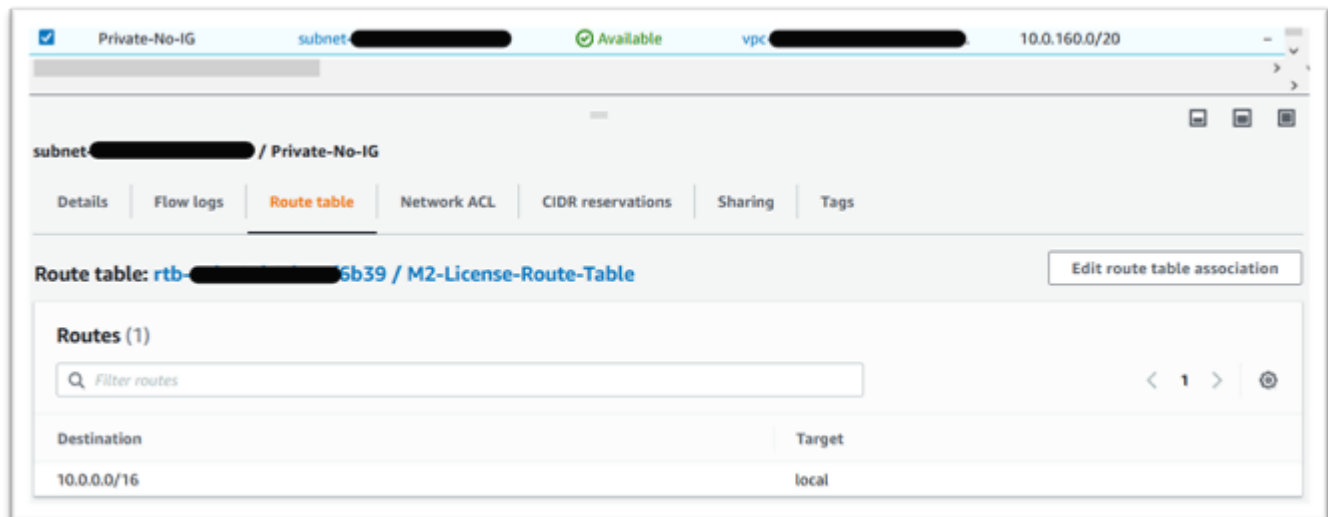 Private-No-IG subnet- Available vpc- 10.0.160.0/20 –
subnet- / Private-No-IG
Details Flow logs Route table Network ACL CIDR reservations Sharing Tags
Route table: rtb- 6b39 / M2-License-Route-Table Edit route table association
Routes (1)
Filter routes 1
Destination Target
10.0.0.0/16 local